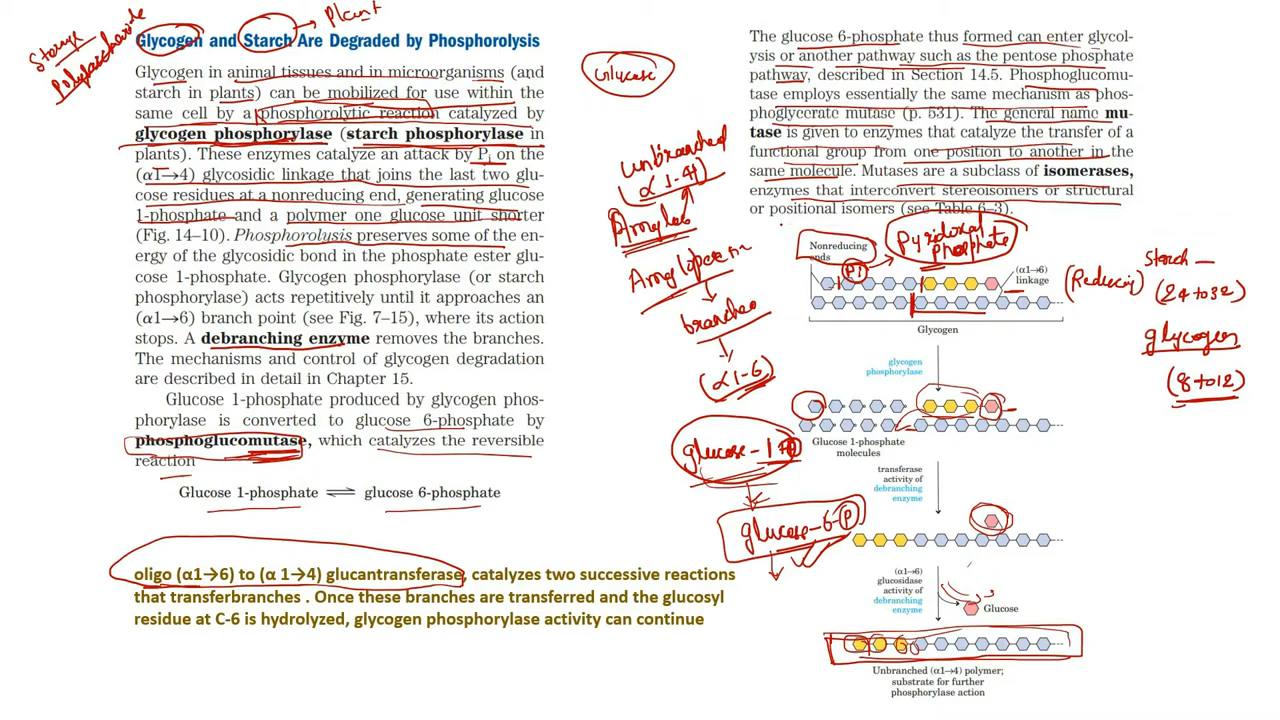 Storage
Polysaccharide
Plant
Glycogen and Starch Are Degraded by Phosphorolysis
Glycogen in animal tissues and in microorganisms (and
starch in plants) can be mobilized for use within the
same cell by a phosphorolytic reaction catalyzed by
glycogen phosphorylase (starch phosphorylase in
plants). These enzymes catalyze an attack by Pi on the
(α1→4) glycosidic linkage that joins the last two glu-
cose residues at a nonreducing end, generating glucose
1-phosphate and a polymer one glucose unit shorter
(Fig. 14–10). Phosphorolysis preserves some of the en-
ergy of the glycosidic bond in the phosphate ester glu-
cose 1-phosphate. Glycogen phosphorylase (or starch
phosphorylase) acts repetitively until it approaches an
(α1→6) branch point (see Fig. 7–15), where its action
stops. A debranching enzyme removes the branches.
The mechanisms and control of glycogen degradation
are described in detail in Chapter 15.
Glucose 1-phosphate produced by glycogen phos-
phorylase is converted to glucose 6-phosphate by
phosphoglucomutase, which catalyzes the reversible
reaction
Glucose 1-phosphate ⇌ glucose 6-phosphate
oligo (α1→6) to (α 1→4) glucantransferase, catalyzes two successive reactions
that transferbranches . Once these branches are transferred and the glucosyl
residue at C-6 is hydrolyzed, glycogen phosphorylase activity can continue
Glucose
unbranched
(α 1-4)
Amylose
Amylopectin
branches
(α 1-6)
glucose-1-P
glucose-6-P
The glucose 6-phosphate thus formed can enter glycol-
ysis or another pathway such as the pentose phosphate
pathway, described in Section 14.5. Phosphoglucomu-
tase employs essentially the same mechanism as phos-
phoglycerate mutase (p. 531). The general name mu-
tase is given to enzymes that catalyze the transfer of a
functional group from one position to another in the
same molecule. Mutases are a subclass of isomerases,
enzymes that interconvert stereoisomers or structural
or positional isomers (see Table 6–3).
Nonreducing
ends
Pi
Pyridoxal
phosphate
(α1→6)
linkage
(Reducing)
Starch –
(24 to 32)
glycogen
(8 to 12)
Glycogen
glycogen
phosphorylase
Glucose 1-phosphate
molecules
transferase
activity of
debranching
enzyme
(α1→6)
glucosidase
activity of
debranching
enzyme
Glucose
Unbranched (α1→4) polymer;
substrate for further
phosphorylase action